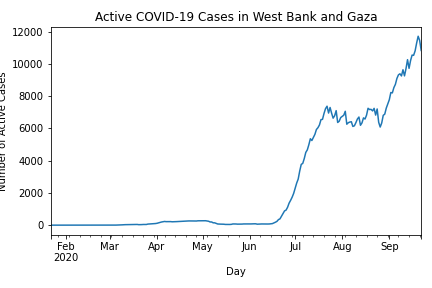 Active COVID-19 Cases in West Bank and Gaza
Number of Active Cases
12000
10000
8000
6000
4000
2000
0
Feb Mar Apr May Jun Jul Aug Sep
2020
Day